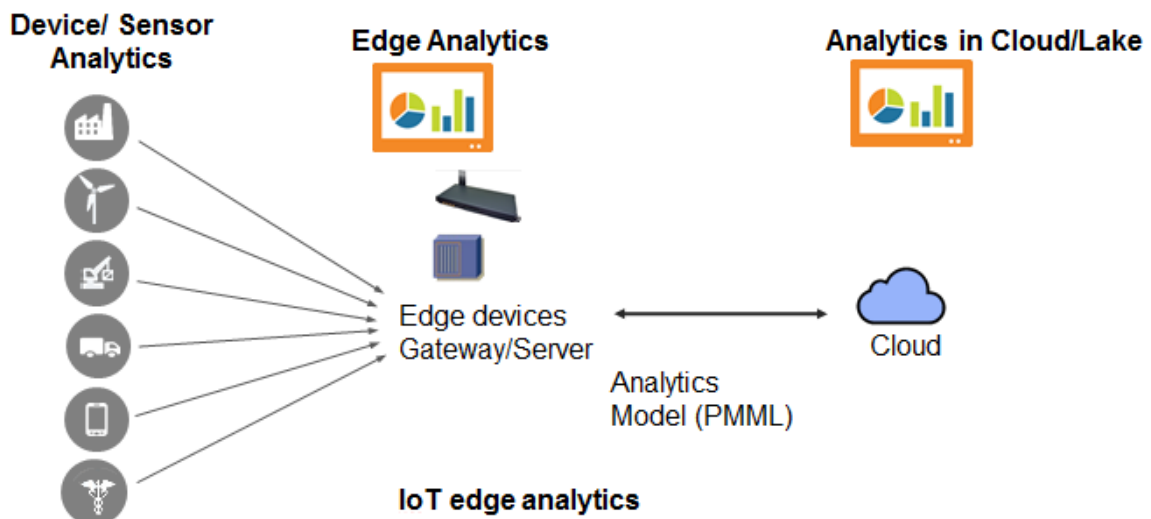 Device/ Sensor
Analytics
Edge Analytics
Analytics in Cloud/Lake
Edge devices
Gateway/Server
Cloud
Analytics
Model (PMML)
IoT edge analytics